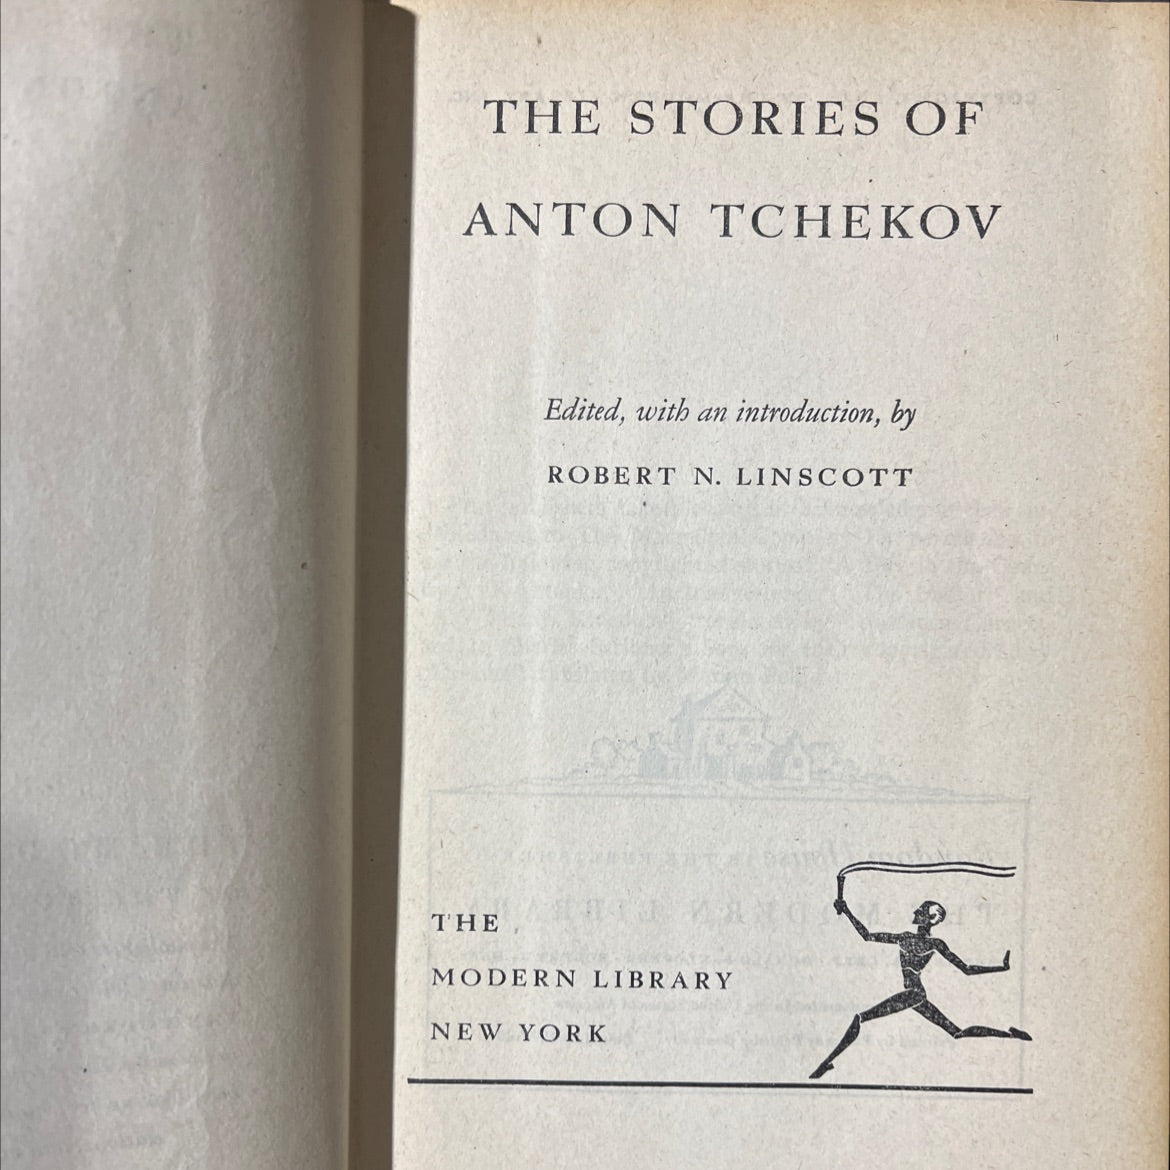 THE STORIES OF
ANTON TCHEKOV
Edited, with an introduction, by
ROBERT N. LINSCOTT
THE
MODERN LIBRARY
NEW YORK